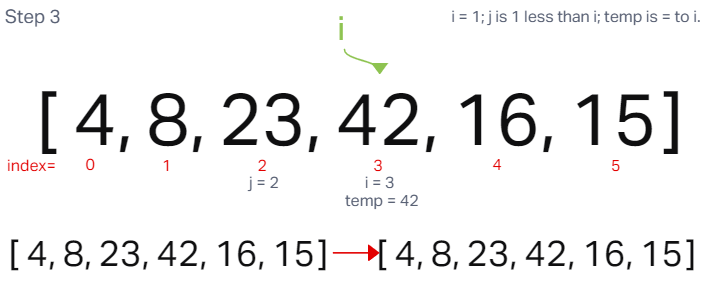 Step 3
i = 1; j is 1 less than i; temp is = to i.
i
[ 4, 8, 23, 42, 16, 15 ]
index= 0 1 2 3 4 5
j = 2 i = 3
temp = 42
[ 4, 8, 23, 42, 16, 15 ] [ 4, 8, 23, 42, 16, 15 ]